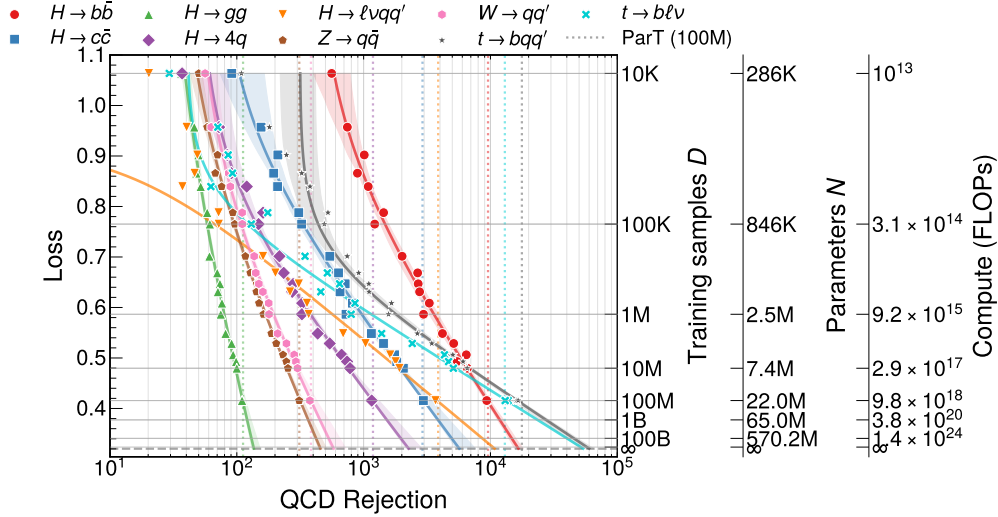 H→bb̄ H→gg H→ℓνqq′ W→qq′ t→bℓν
H→cc̄ H→4q Z→qq̄ t→bqq′ ParT (100M)
1.1
1.0
0.9
0.8
0.7
0.6
0.5
0.4
Loss
10¹ 10² 10³ 10⁴ 10⁵
QCD Rejection
10K
100K
1M
10M
100M
1B
100B
∞
Training samples D
286K
846K
2.5M
7.4M
22.0M
65.0M
570.2M
∞
Parameters N
10¹³
3.1 × 10¹⁴
9.2 × 10¹⁵
2.9 × 10¹⁷
9.8 × 10¹⁸
3.8 × 10²⁰
1.4 × 10²⁴
∞
Compute (FLOPs)